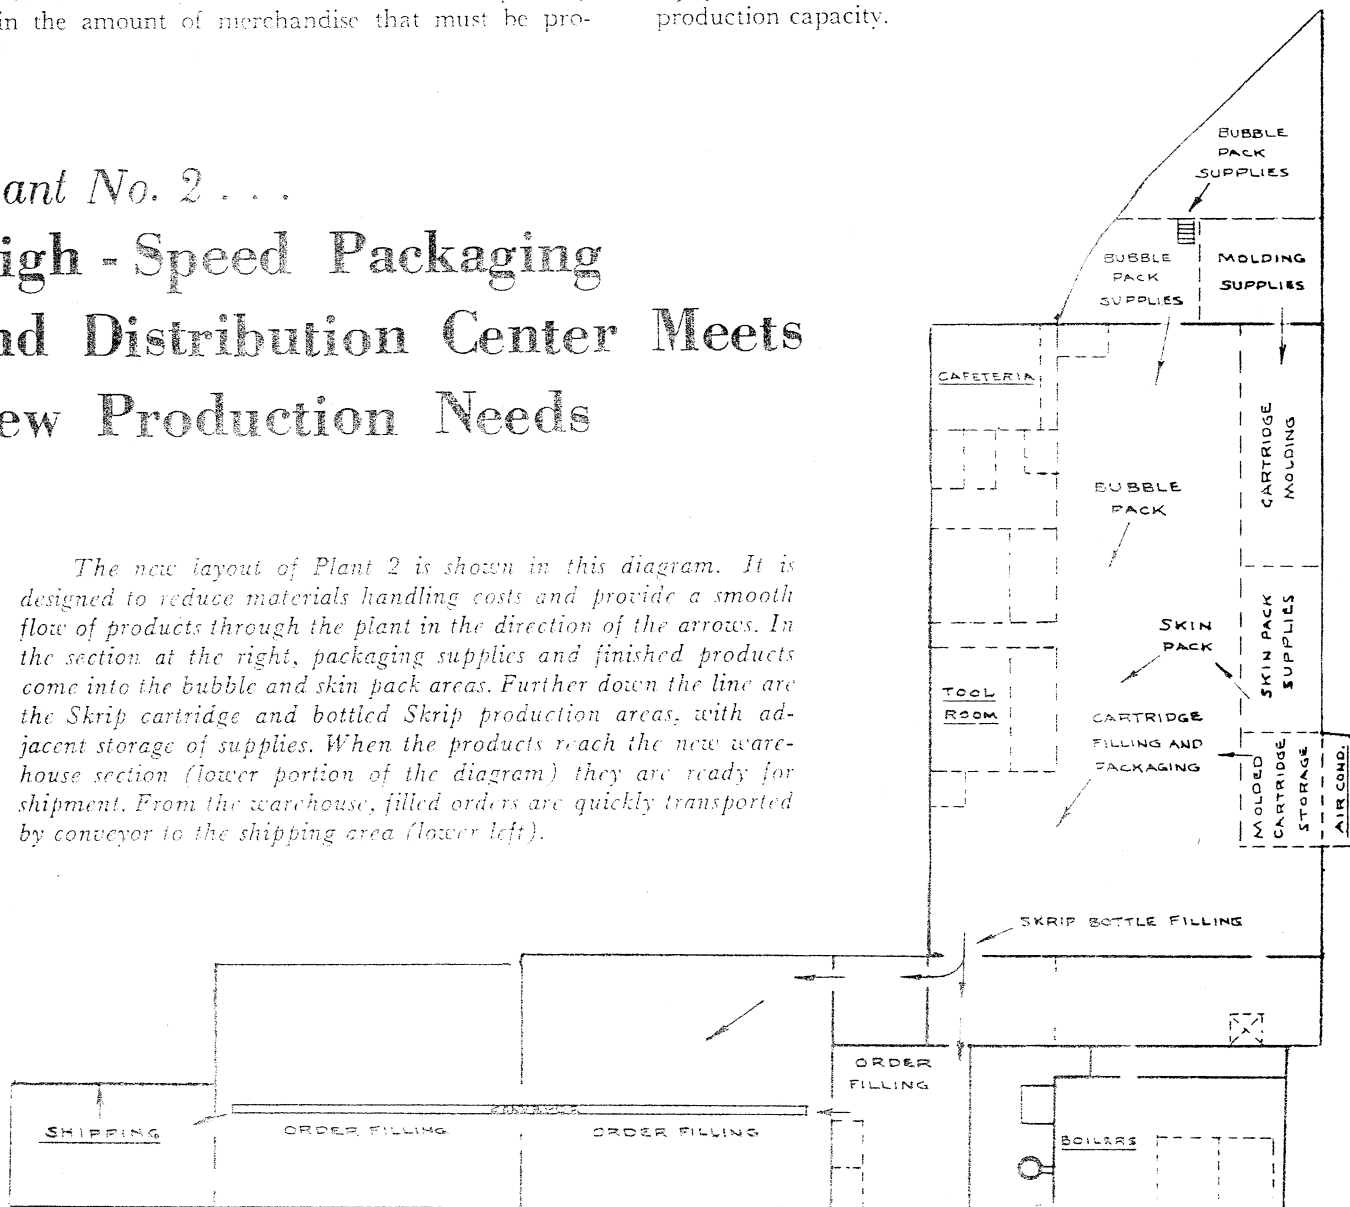 in the amount of merchandise that must be pro-
production capacity.
ant No. 2 . . .
igh - Speed Packaging
nd Distribution Center Meets
ew Production Needs
The new layout of Plant 2 is shown in this diagram. It is
designed to reduce materials handling costs and provide a smooth
flow of products through the plant in the direction of the arrows. In
the section at the right, packaging supplies and finished products
come into the bubble and skin pack areas. Further down the line are
the Skrip cartridge and bottled Skrip production areas, with ad-
jacent storage of supplies. When the products reach the new ware-
house section (lower portion of the diagram) they are ready for
shipment. From the warehouse, filled orders are quickly transported
by conveyor to the shipping area (lower left).
BUBBLE
PACK
SUPPLIES
BUBBLE
PACK
SUPPLIES
MOLDING
SUPPLIES
CAFETERIA
CARTRIDGE
MOLDING
BUBBLE
PACK
SKIN PACK
SUPPLIES
SKIN
PACK
TOOL
ROOM
CARTRIDGE
FILLING AND
PACKAGING
MOLDED
CARTRIDGE
STORAGE
AIR COND.
SKRIP BOTTLE FILLING
ORDER
FILLING
CONVEYOR
SHIPPING
ORDER FILLING
ORDER FILLING
BOILERS